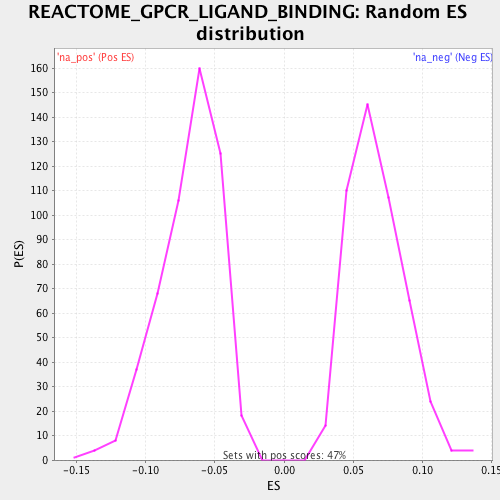 REACTOME_GPCR_LIGAND_BINDING: Random ES
distribution
'na_pos' (Pos ES)
'na_neg' (Neg ES)
160
150
140
130
120
110
100
90
80
70
60
50
40
30
20
10
0
P(ES)
Sets with pos scores: 47%
-0.15 -0.10 -0.05 0.00 0.05 0.10 0.15
ES